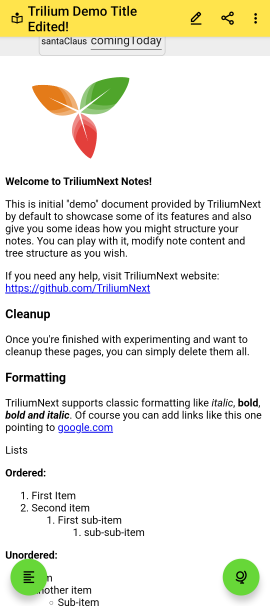 Trilium Demo Title
Edited!
santaClaus comingToday
Welcome to TriliumNext Notes!
This is initial "demo" document provided by TriliumNext
by default to showcase some of its features and also
give you some ideas how you might structure your
notes. You can play with it, modify note content and
tree structure as you wish.
If you need any help, visit TriliumNext website:
https://github.com/TriliumNext
Cleanup
Once you're finished with experimenting and want to
cleanup these pages, you can simply delete them all.
Formatting
TriliumNext supports classic formatting like italic, bold,
bold and italic. Of course you can add links like this one
pointing to google.com
Lists
Ordered:
1. First Item
2. Second item
1. First sub-item
1. sub-sub-item
Unordered:
item
Sub-item